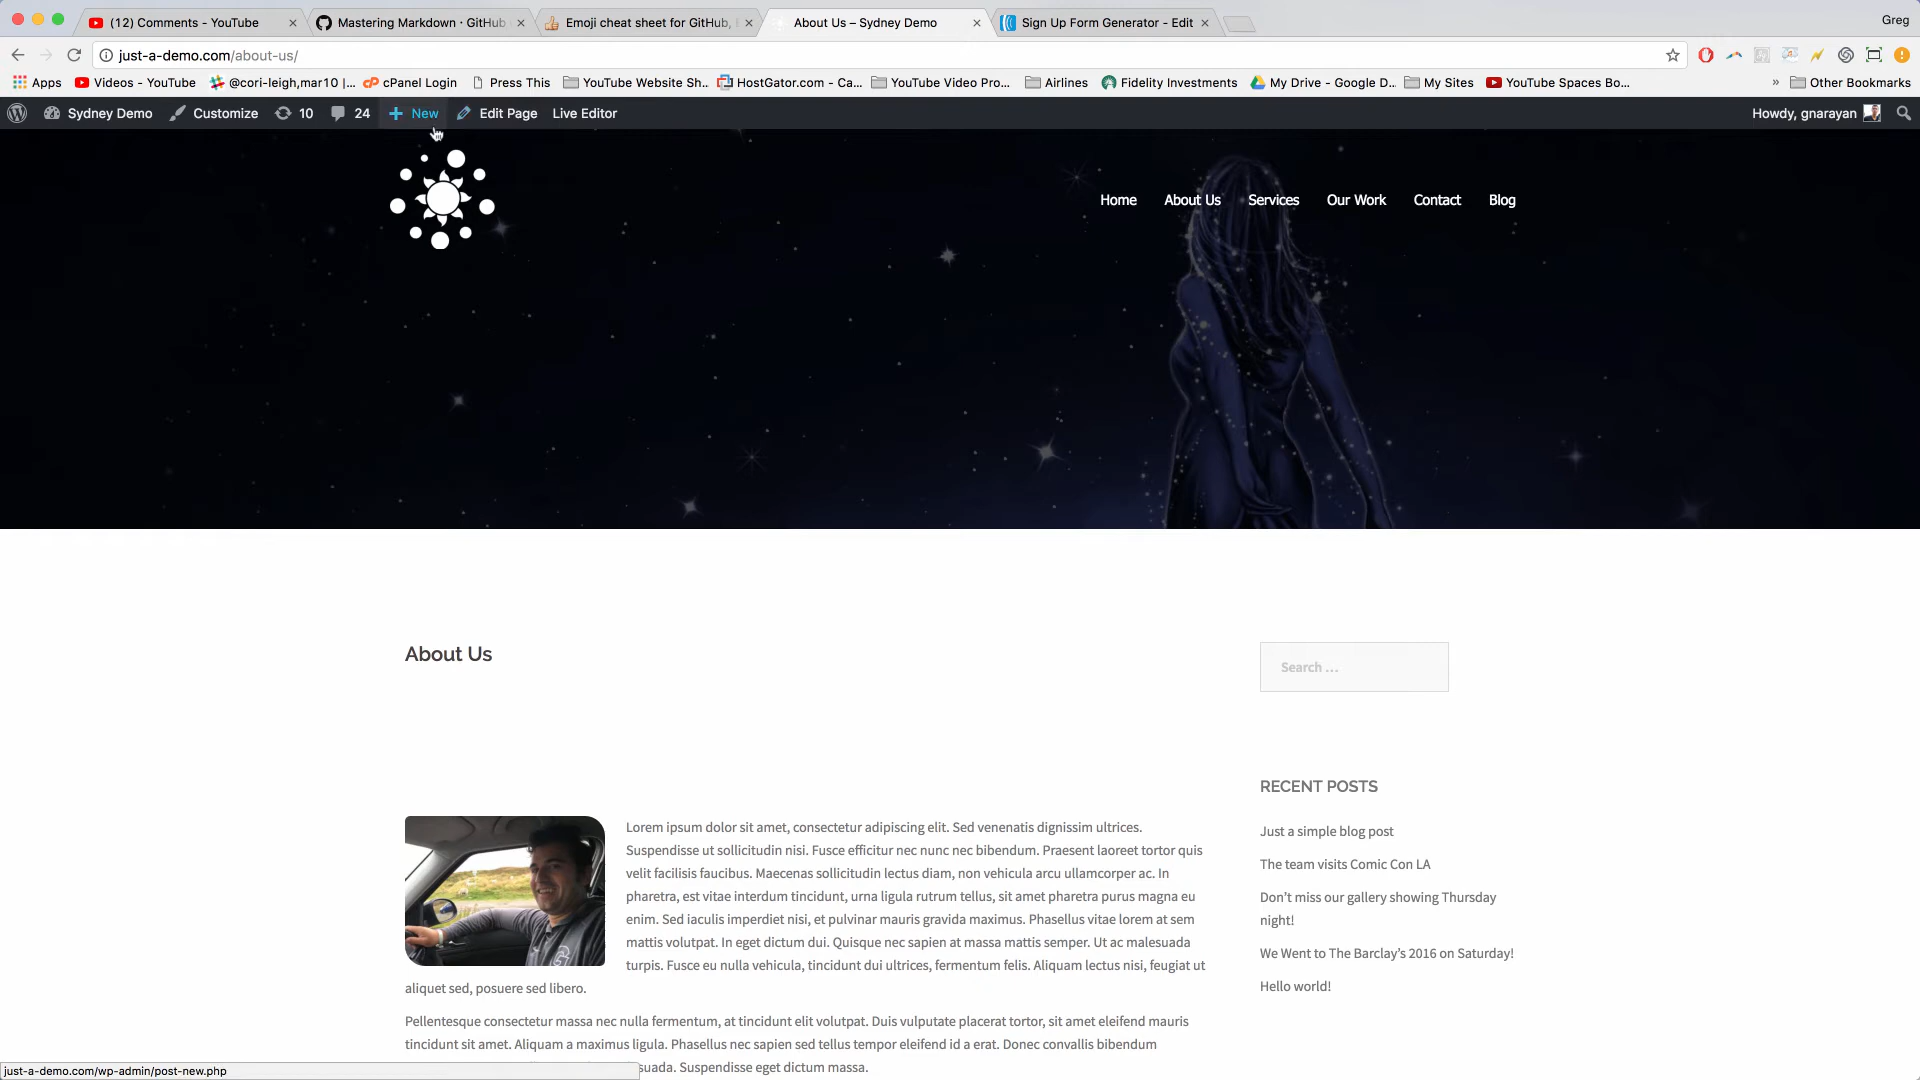 (12) Comments - YouTube
Mastering Markdown · GitHub
Emoji cheat sheet for GitHub,
About Us – Sydney Demo
Sign Up Form Generator - Edit
Greg
just-a-demo.com/about-us/
Apps
Videos - YouTube
@cori-leigh,mar10 |...
cPanel Login
Press This
YouTube Website Sh...
HostGator.com - Ca...
YouTube Video Pro...
Airlines
Fidelity Investments
My Drive - Google D...
My Sites
YouTube Spaces Bo...
»
Other Bookmarks
Sydney Demo
Customize
10
24
New
Edit Page
Live Editor
Howdy, gnarayan
Home
About Us
Services
Our Work
Contact
Blog
About Us
Search ...
RECENT POSTS
Just a simple blog post
The team visits Comic Con LA
Don't miss our gallery showing Thursday
night!
We Went to The Barclay's 2016 on Saturday!
Hello world!
Lorem ipsum dolor sit amet, consectetur adipiscing elit. Sed venenatis dignissim ultrices.
Suspendisse ut sollicitudin nisi. Fusce efficitur nec nunc nec bibendum. Praesent laoreet tortor quis
velit facilisis faucibus. Maecenas sollicitudin lectus diam, non vehicula arcu ullamcorper ac. In
pharetra, est vitae interdum tincidunt, urna ligula rutrum tellus, sit amet pharetra purus magna eu
enim. Sed iaculis imperdiet nisi, et pulvinar mauris gravida maximus. Phasellus vitae lorem at sem
mattis volutpat. In eget dictum dui. Quisque nec sapien at massa mattis semper. Ut ac malesuada
turpis. Fusce eu nulla vehicula, tincidunt dui ultrices, fermentum felis. Aliquam lectus nisi, feugiat ut
aliquet sed, posuere sed libero.
Pellentesque consectetur massa nec nulla fermentum, at tincidunt elit volutpat. Duis vulputate placerat tortor, sit amet eleifend mauris
tincidunt sit amet. Aliquam a maximus ligula. Phasellus nec sapien sed tellus tempor eleifend id a erat. Donec convallis bibendum
suada. Suspendisse eget dictum massa.
just-a-demo.com/wp-admin/post-new.php